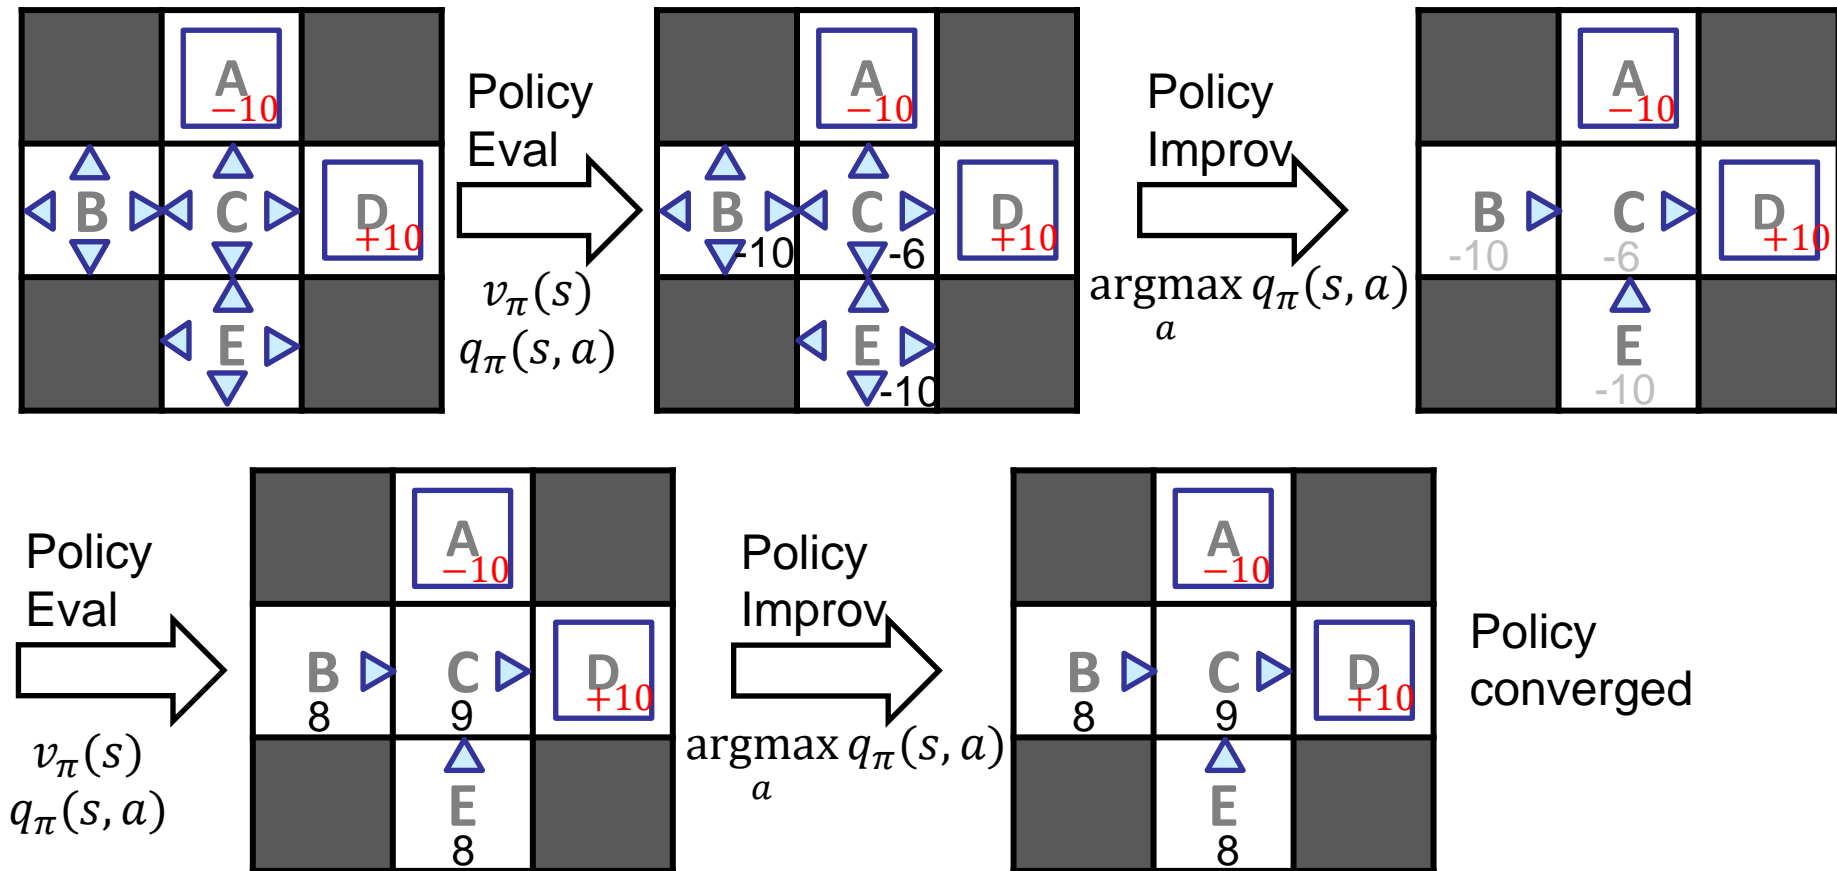 A
−10
B
C
D
+10
E
Policy
Eval
v_π(s)
q_π(s, a)
A
−10
B
-10
C
-6
D
+10
E
-10
Policy
Improv
argmax q_π(s, a)
a
A
−10
B
-10
C
-6
D
+10
E
-10
Policy
Eval
v_π(s)
q_π(s, a)
A
−10
B
8
C
9
D
+10
E
8
Policy
Improv
argmax q_π(s, a)
a
A
−10
B
8
C
9
D
+10
E
8
Policy
converged